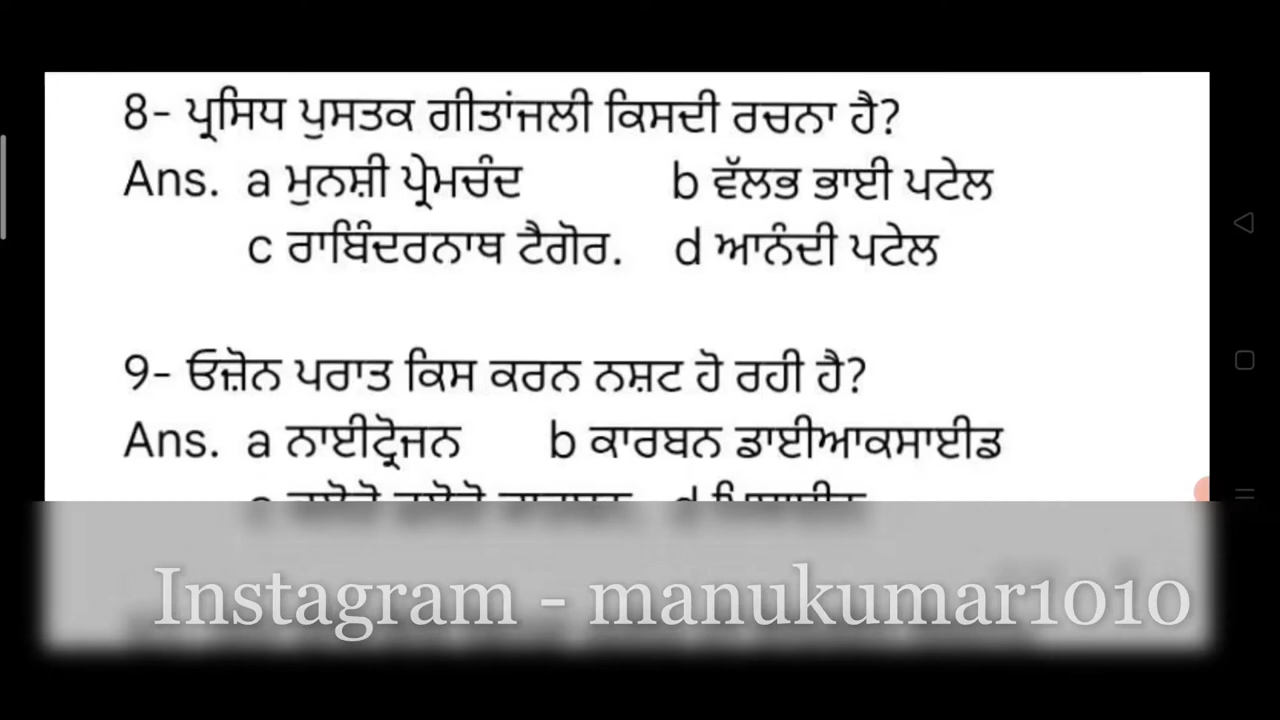 8- ਪ੍ਰਸਿਧ ਪੁਸਤਕ ਗੀਤਾਂਜਲੀ ਕਿਸਦੀ ਰਚਨਾ ਹੈ?
Ans. a ਮੁਨਸ਼ੀ ਪ੍ਰੇਮਚੰਦ b ਵੱਲਭ ਭਾਈ ਪਟੇਲ
c ਰਾਬਿੰਦਰਨਾਥ ਟੈਗੋਰ. d ਆਨੰਦੀ ਪਟੇਲ
9- ਓਜ਼ੋਨ ਪਰਾਤ ਕਿਸ ਕਰਨ ਨਸ਼ਟ ਹੋ ਰਹੀ ਹੈ?
Ans. a ਨਾਈਟ੍ਰੋਜਨ b ਕਾਰਬਨ ਡਾਈਆਕਸਾਈਡ
Instagram - manukumar1010